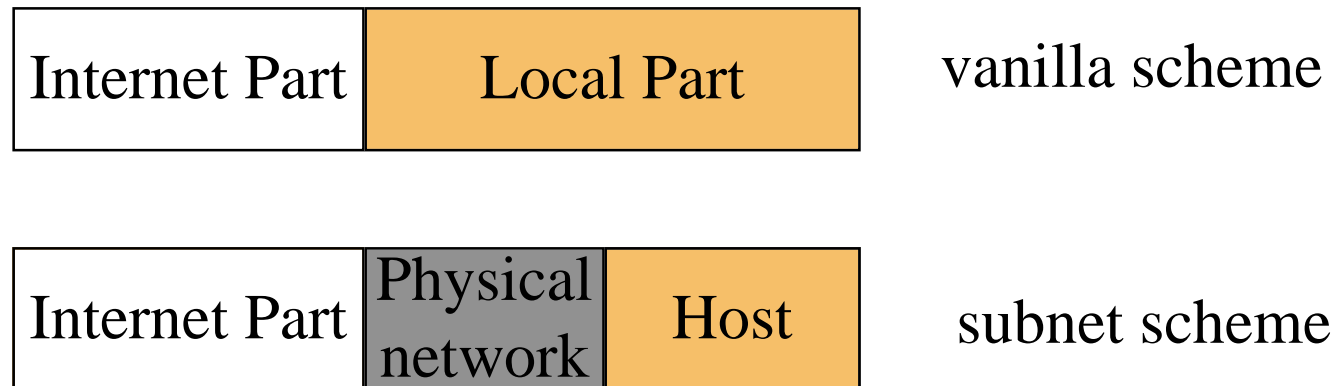 Internet Part Local Part vanilla scheme
Internet Part Physical network Host subnet scheme